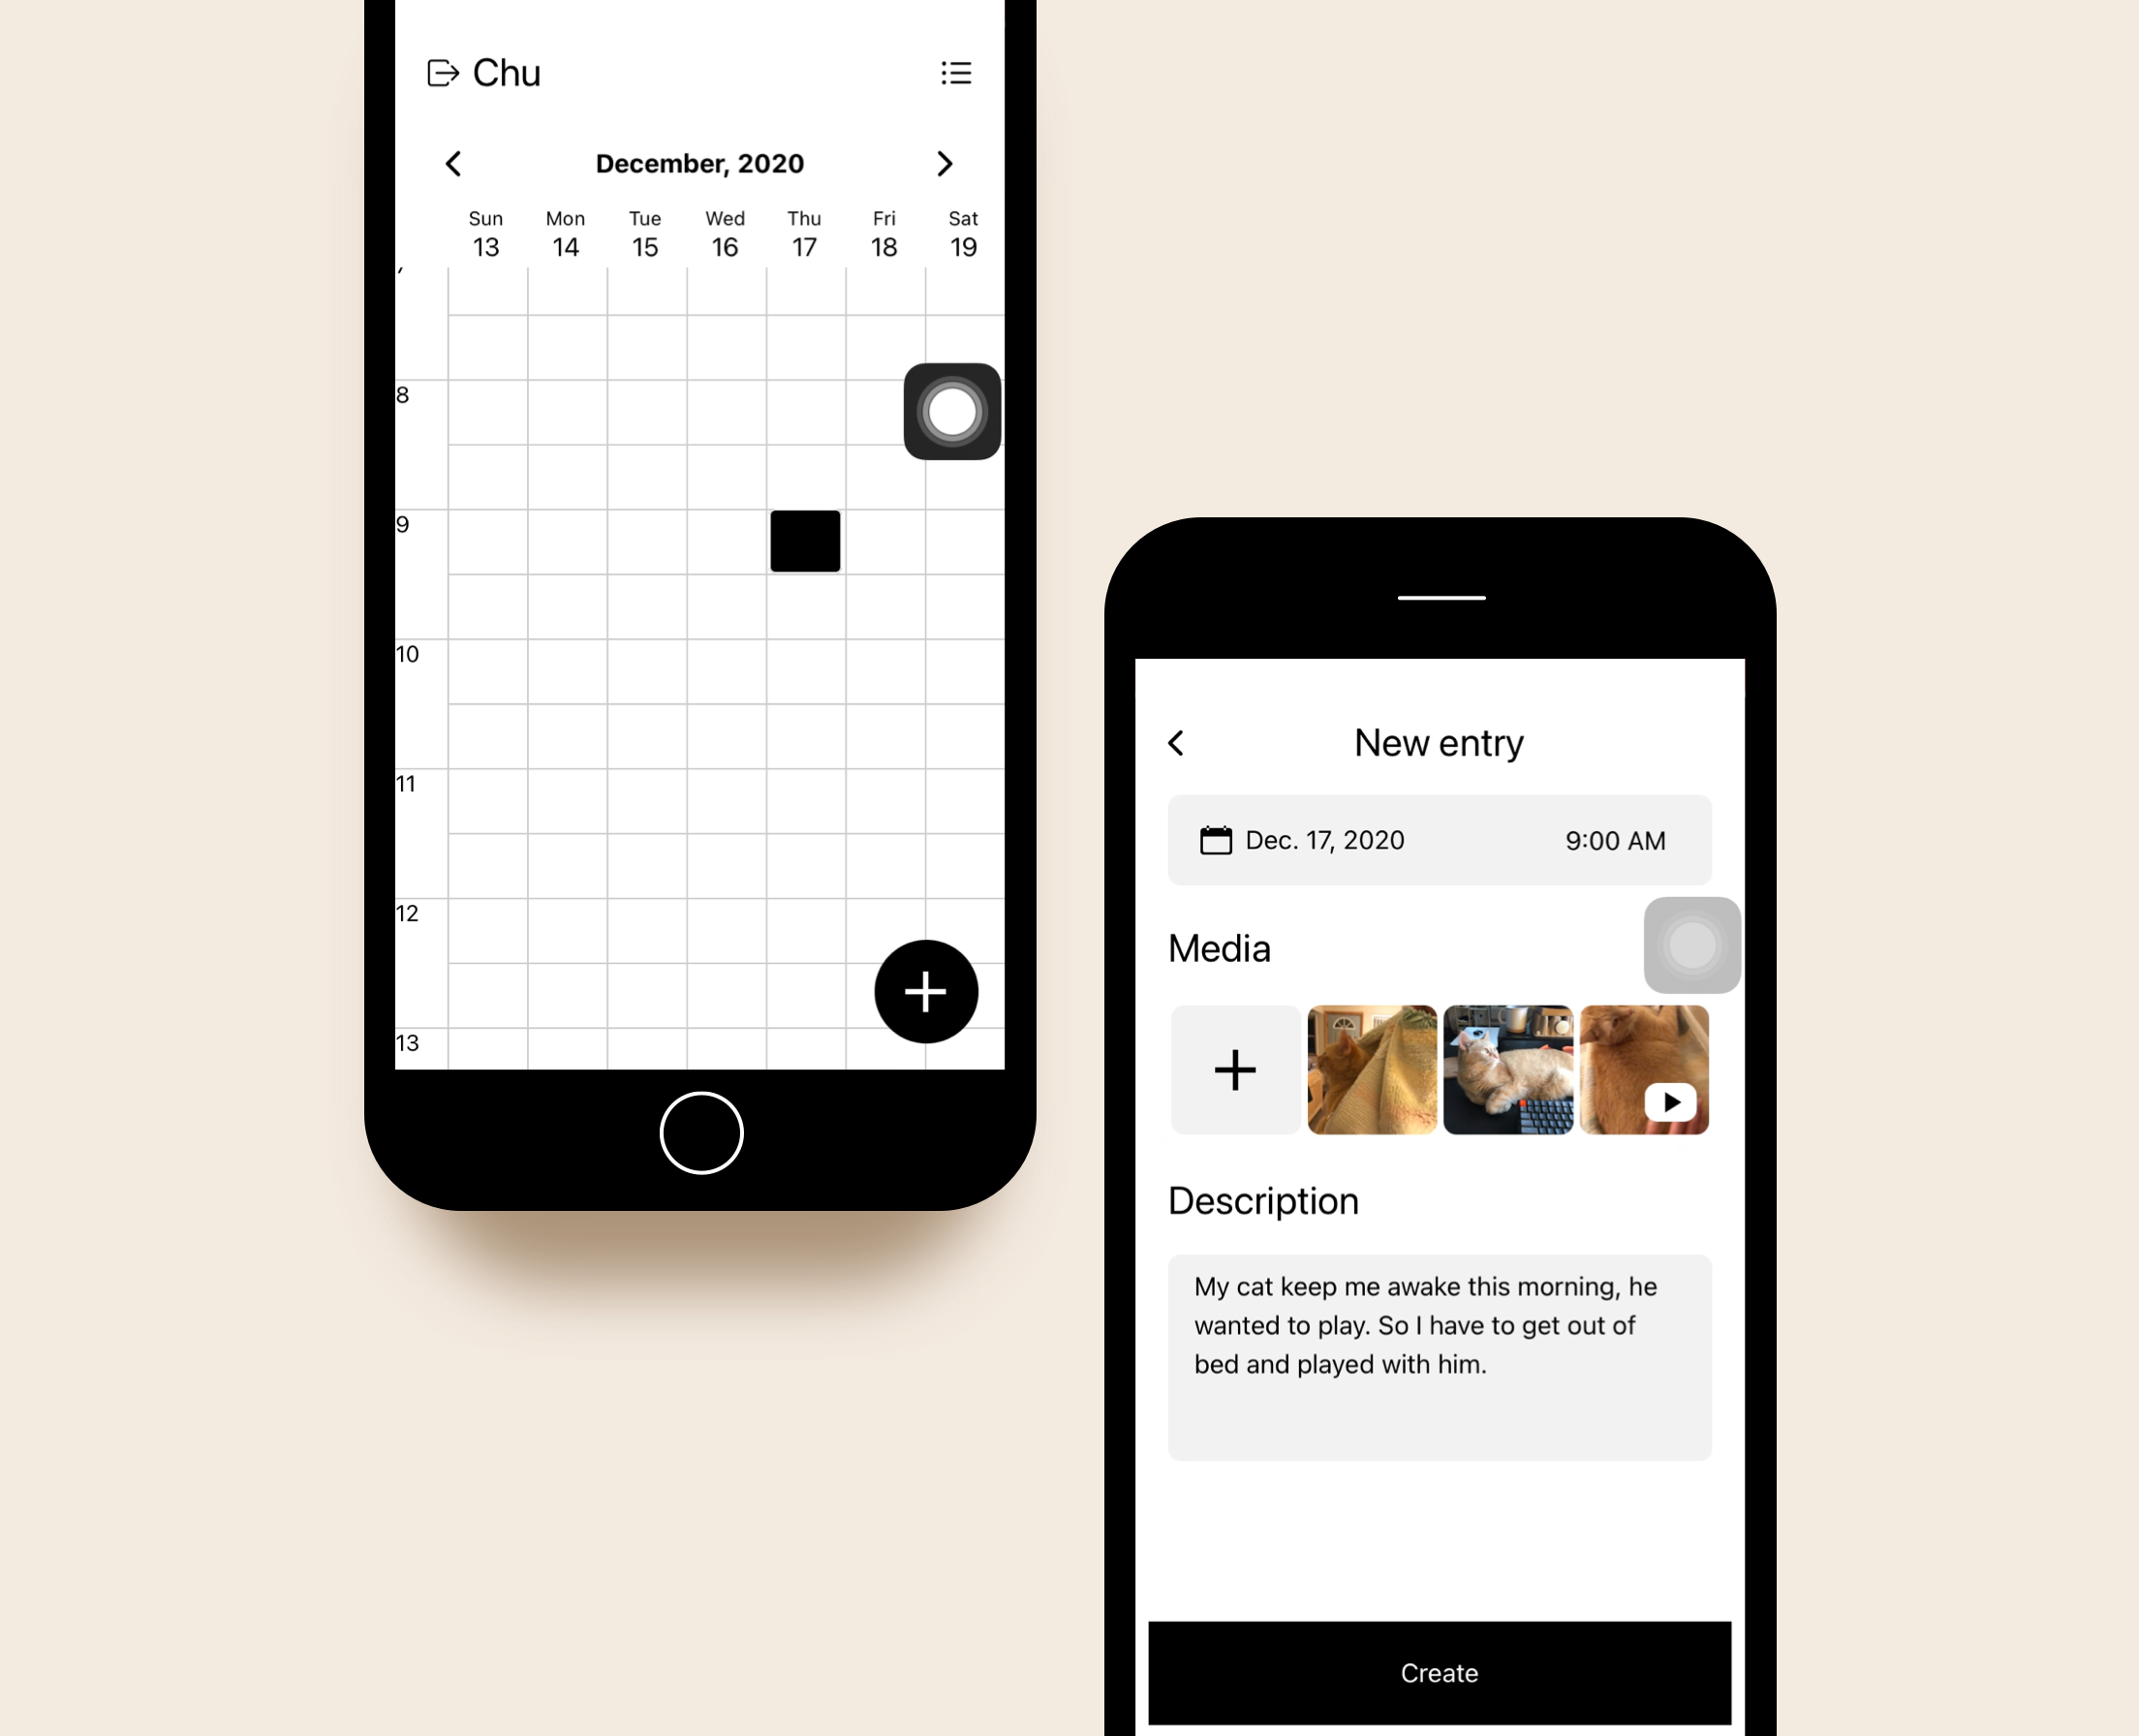 Chu
December, 2020
Sun Mon Tue Wed Thu Fri Sat
13 14 15 16 17 18 19
8
9
10
11
12
13
New entry
Dec. 17, 2020 9:00 AM
Media
Description
My cat keep me awake this morning, he
wanted to play. So I have to get out of
bed and played with him.
Create